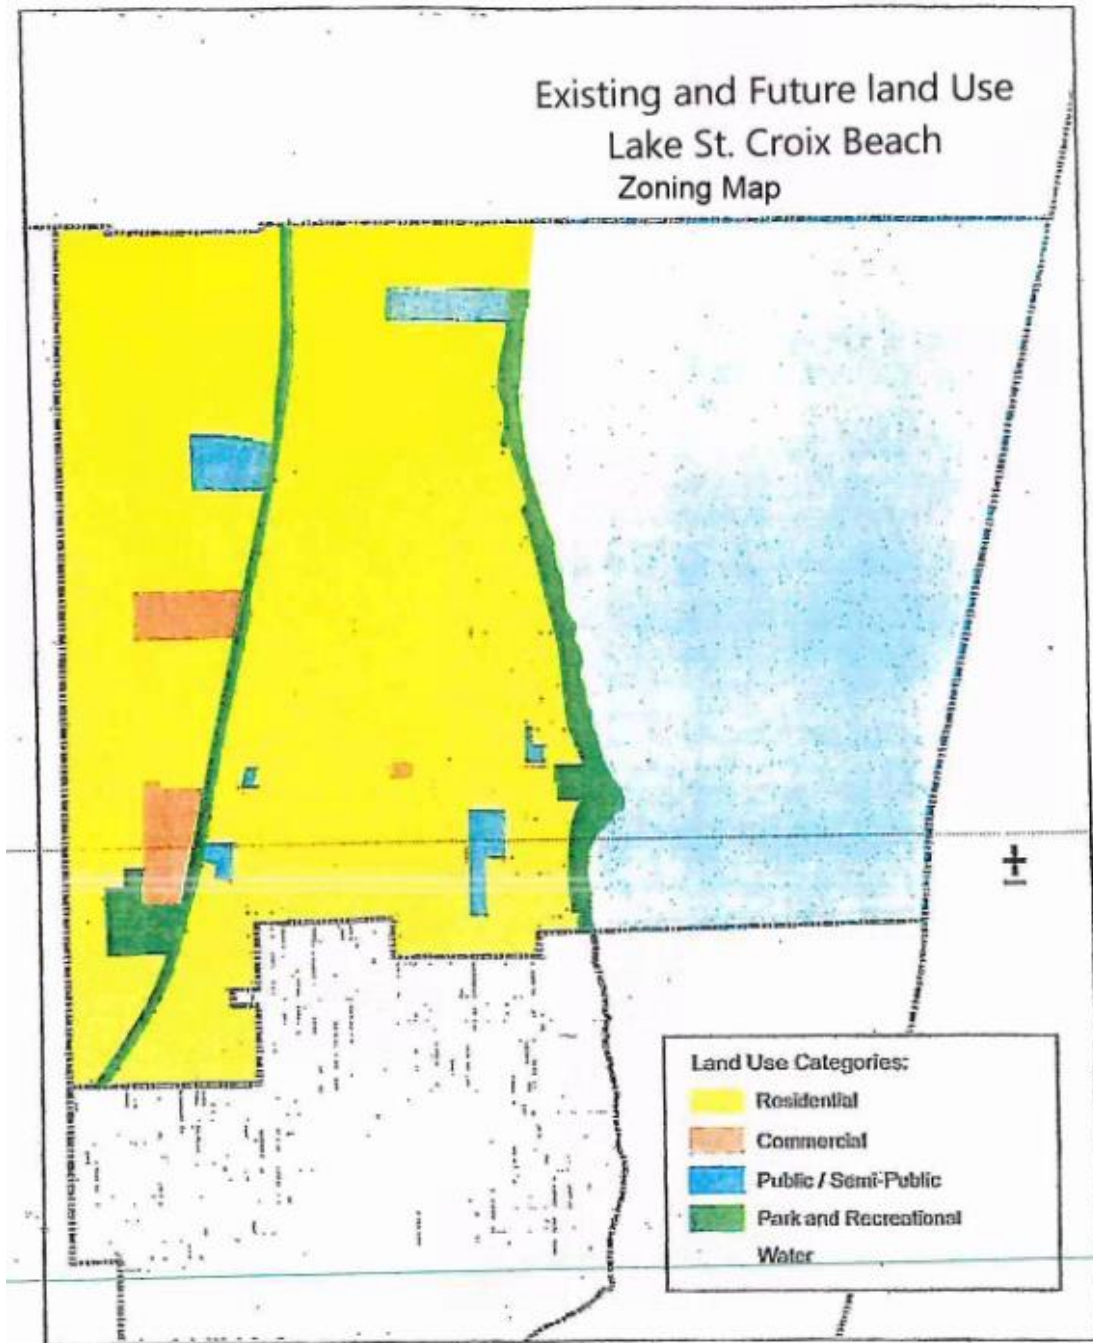 Existing and Future land Use
Lake St. Croix Beach
Zoning Map
Land Use Categories:
Residential
Commercial
Public / Semi-Public
Park and Recreational
Water